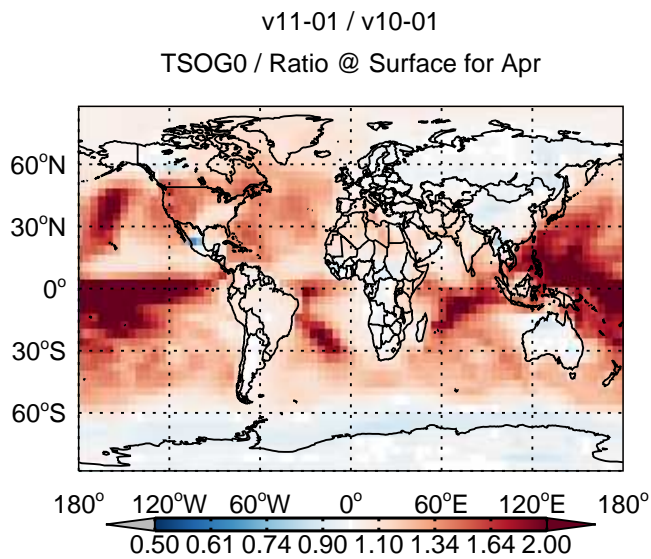 v11-01 / v10-01
TSOG0 / Ratio @ Surface for Apr
60°N
30°N
0°
30°S
60°S
180° 120°W 60°W 0° 60°E 120°E 180°
0.50 0.61 0.74 0.90 1.10 1.34 1.64 2.00